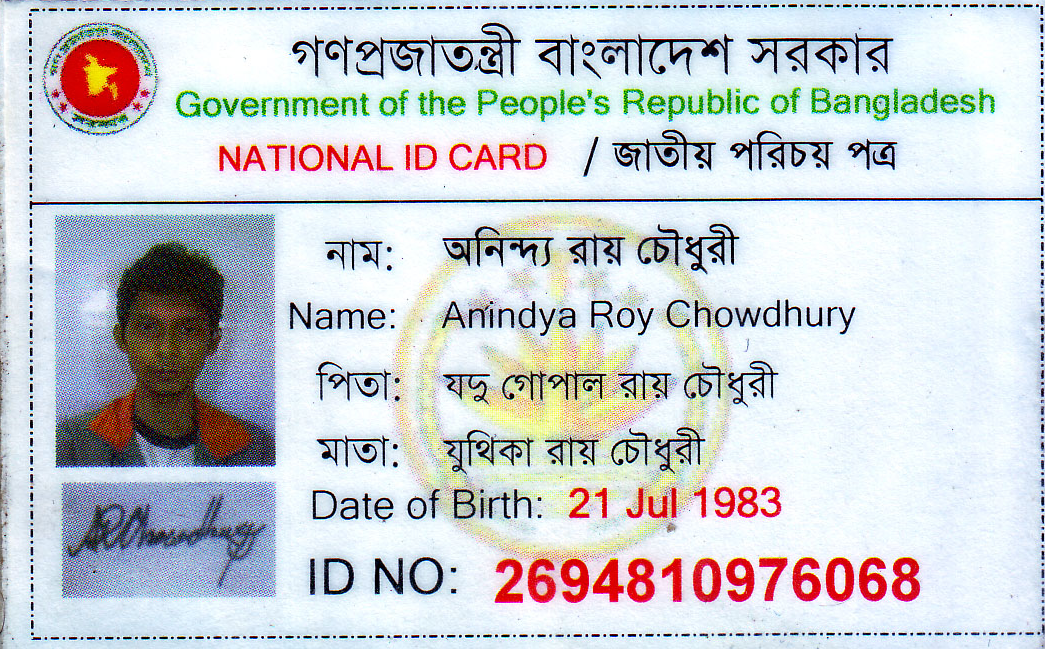 গণপ্রজাতন্ত্রী বাংলাদেশ সরকার
Government of the People's Republic of Bangladesh
NATIONAL ID CARD / জাতীয় পরিচয় পত্র
নাম: অনিন্দ্য রায় চৌধুরী
Name: Anindya Roy Chowdhury
পিতা: যদু গোপাল রায় চৌধুরী
মাতা: যুথিকা রায় চৌধুরী
Date of Birth: 21 Jul 1983
ID NO: 2694810976068
ARChowdhury